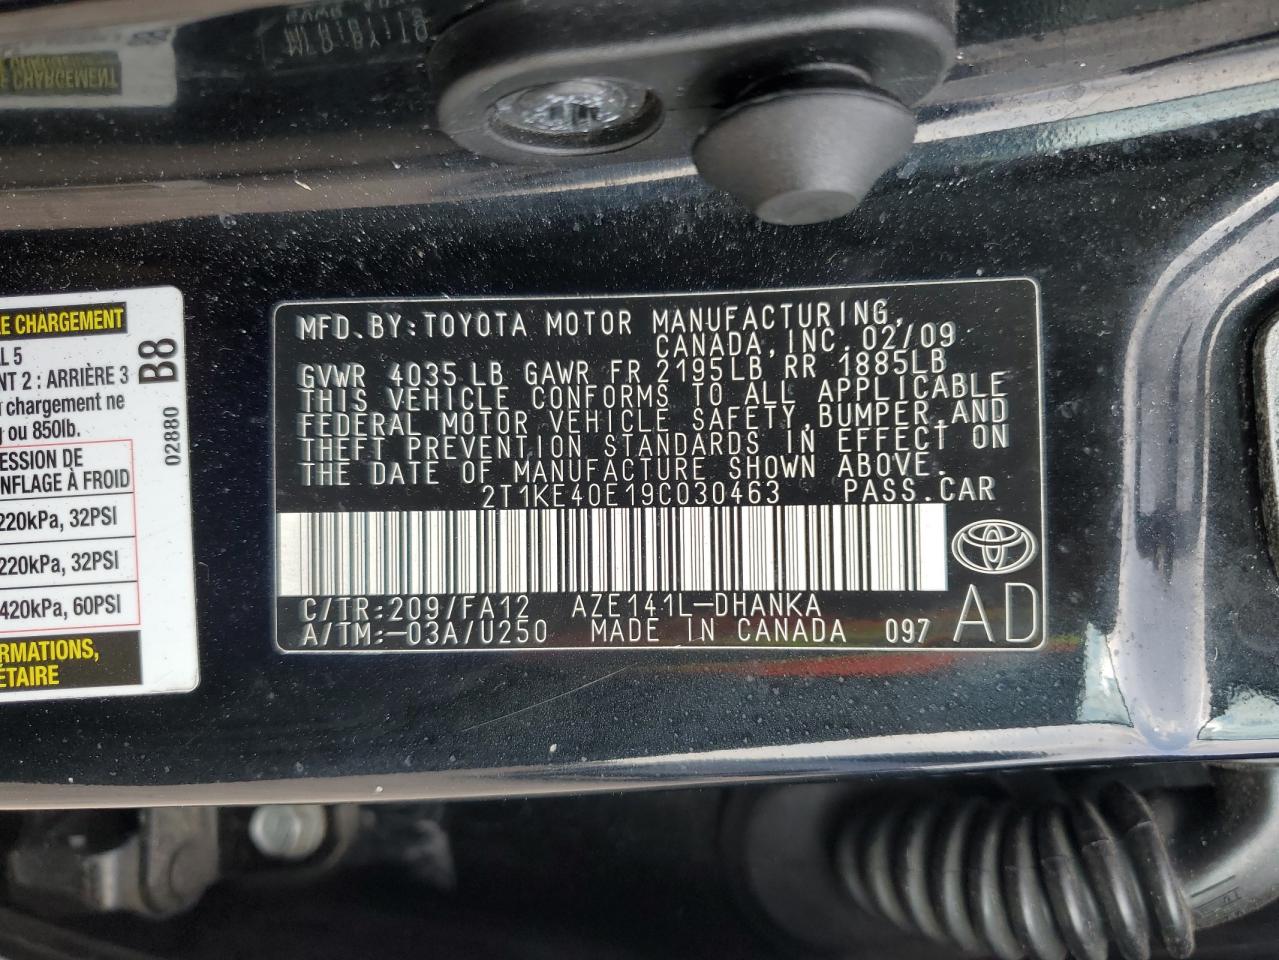 E CHARGEMENT
L 5
NT 2 : ARRIÈRE 3
chargement ne
g ou 850lb.
ESSION DE
NFLAGE À FROID
220kPa, 32PSI
220kPa, 32PSI
420kPa, 60PSI
RMATIONS,
ÉTAIRE
B8
02880
MFD.BY:TOYOTA MOTOR MANUFACTURING,
CANADA,INC. 02/09
GVWR 4035LB GAWR FR 2195LB RR 1885LB
THIS VEHICLE CONFORMS TO ALL APPLICABLE
FEDERAL MOTOR VEHICLE SAFETY,BUMPER,AND
THEFT PREVENTION STANDARDS IN EFFECT ON
THE DATE OF MANUFACTURE SHOWN ABOVE.
2T1KE40E19C030463 PASS.CAR
C/TR:209/FA12 AZE141L-DHANKA
A/TM:-03A/U250 MADE IN CANADA 097 AD